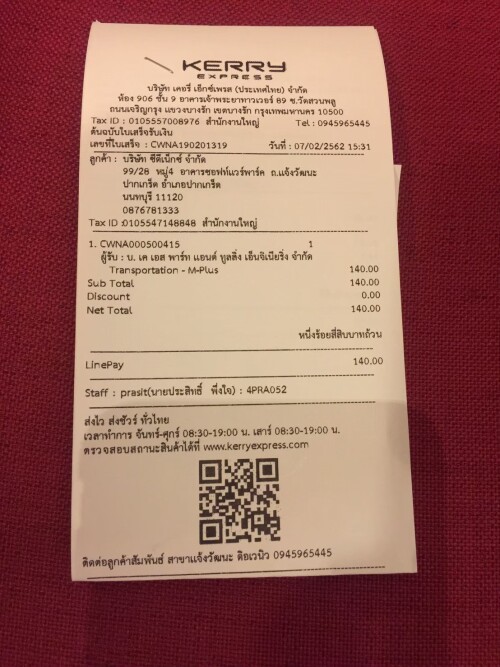 KERRY
EXPRESS
บริษัท เคอรี่ เอ็กซ์เพรส (ประเทศไทย) จำกัด
ห้อง 906 ชั้น 9 อาคารเจ้าพระยาทาวเวอร์ 89 ซ.วัดสวนพลู
ถนนเจริญกรุง แขวงบางรัก เขตบางรัก กรุงเทพมหานคร 10500
Tax ID : 0105557008976 สำนักงานใหญ่ Tel : 0945965445
ต้นฉบับใบเสร็จรับเงิน
เลขที่ใบเสร็จ : CWNA190201319 วันที่ : 07/02/2562 15:31
ลูกค้า : บริษัท ซีดีเน็กซ์ จำกัด
99/28 หมู่4 อาคารซอฟท์แวร์พาร์ค ถ.แจ้งวัฒนะ
ปากเกร็ด อำเภอปากเกร็ด
นนทบุรี 11120
0876781333
Tax ID :0105547148848 สำนักงานใหญ่
1. CWNA000500415 1
ผู้รับ : บ. เค เอส พาร์ท แอนด์ ทูลลิ่ง เอ็นจิเนียริ่ง จำกัด
Transportation - M-Plus 140.00
Sub Total 140.00
Discount 0.00
Net Total 140.00
หนึ่งร้อยสี่สิบบาทถ้วน
LinePay 140.00
Staff : prasit(นายประสิทธิ์ พึ่งใจ) : 4PRA052
ส่งไว ส่งชัวร์ ทั่วไทย
เวลาทำการ จันทร์-ศุกร์ 08:30-19:00 น. เสาร์ 08:30-19:00 น.
ตรวจสอบสถานะสินค้าได้ที่ www.kerryexpress.com
ติดต่อลูกค้าสัมพันธ์ สาขาแจ้งวัฒนะ ดิอเวนิว 0945965445